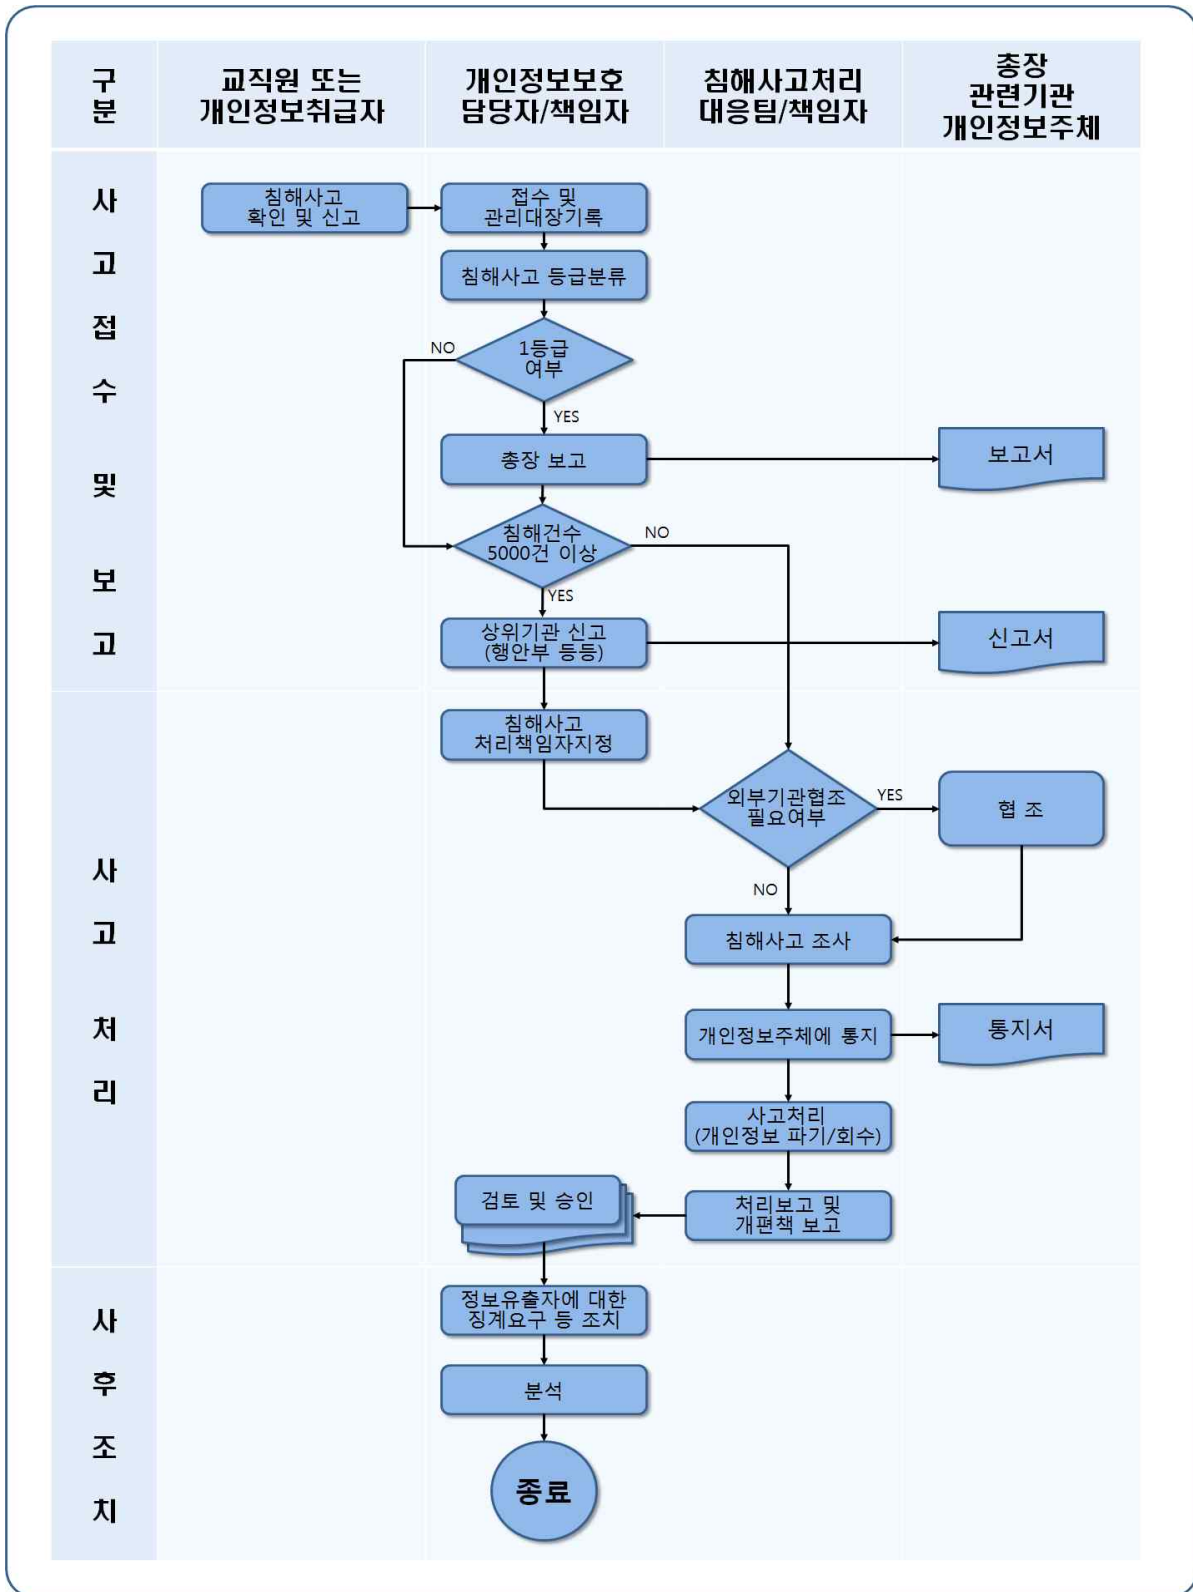 구
분
교직원 또는
개인정보취급자
개인정보보호
담당자/책임자
침해사고처리
대응팀/책임자
총장
관련기관
개인정보주체
사
고
접
수
및
보
고
침해사고
확인 및 신고
접수 및
관리대장기록
침해사고 등급분류
1등급
여부
NO
YES
총장 보고
보고서
침해건수
5000건 이상
NO
YES
상위기관 신고
(행안부 등등)
신고서
사
고
처
리
침해사고
처리책임자지정
외부기관협조
필요여부
YES
협 조
NO
침해사고 조사
개인정보주체에 통지
통지서
사고처리
(개인정보 파기/회수)
검토 및 승인
처리보고 및
개편책 보고
사
후
조
치
정보유출자에 대한
징계요구 등 조치
분석
종료